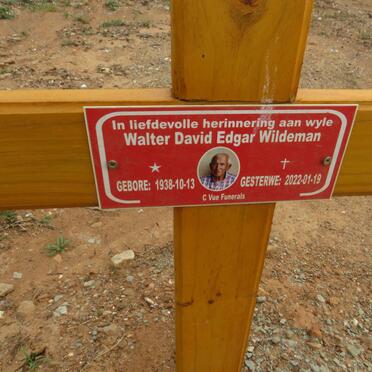 In liefdevolle herinnering aan wyle
Walter David Edgar Wildeman
GEBORE: 1938-10-13 GESTERWE: 2022-01-19
C Vue Funerals